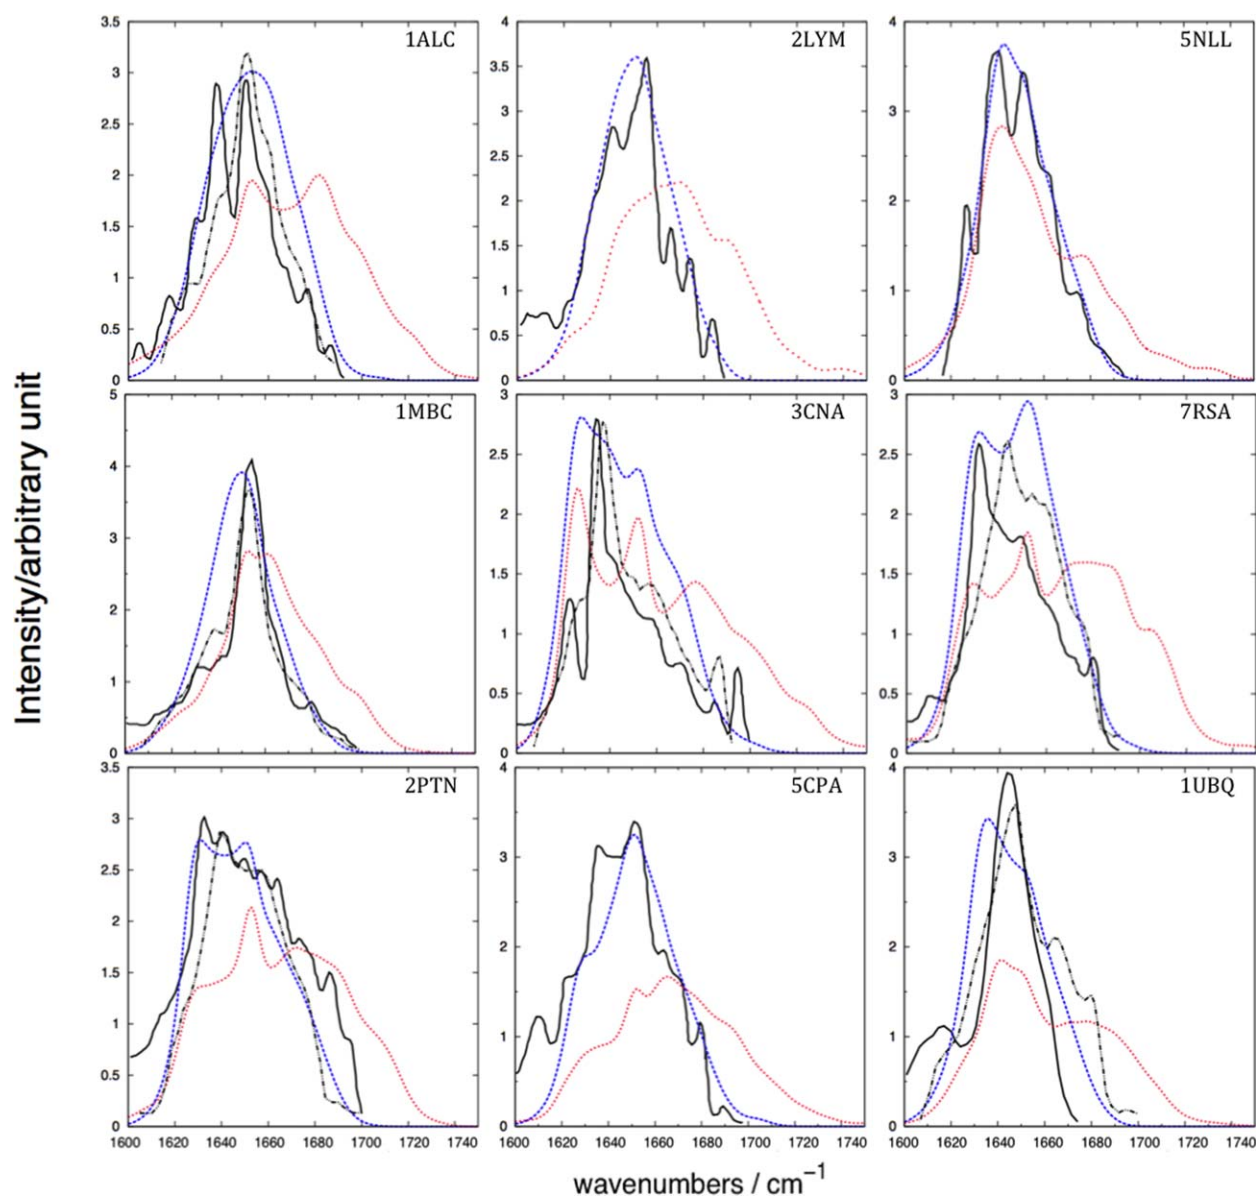 1ALC 2LYM 5NLL
3.5 4 4
3 3.5
2.5 3 3
2 2.5
1.5 2 2
1 1.5
0.5 1 1
0 0.5
0 0
1MBC 3CNA 7RSA
5 3 3
4 2.5 2.5
3 2 2
2 1.5 1.5
1 1 1
0 0.5 0.5
0 0
2PTN 5CPA 1UBQ
3.5 4 4
3
2.5 3 3
2
1.5 2 2
1 1 1
0.5
0 0 0
1600 1620 1640 1660 1680 1700 1720 1740 1600 1620 1640 1660 1680 1700 1720 1740 1600 1620 1640 1660 1680 1700 1720 1740
Intensity/arbitrary unit
wavenumbers / cm⁻¹